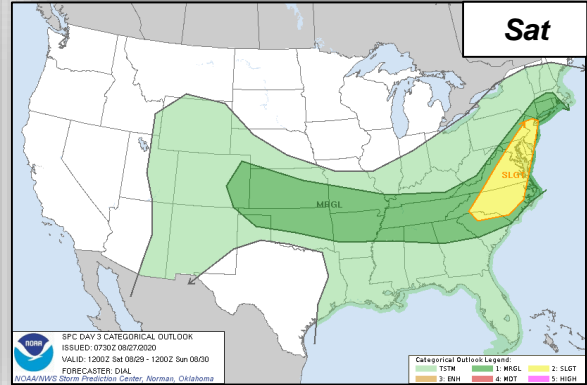 Sat
SLGT
MRGL
SPC DAY 3 CATEGORICAL OUTLOOK
ISSUED: 0730Z 08/27/2020
VALID: 1200Z Sat 08/29 - 1200Z Sun 08/30
FORECASTER: DIAL
NOAA/NWS Storm Prediction Center, Norman, Oklahoma
NOAA
Categorical Outlook Legend:
TSTM 1: MRGL 2: SLGT
3: ENH 4: MDT 5: HIGH